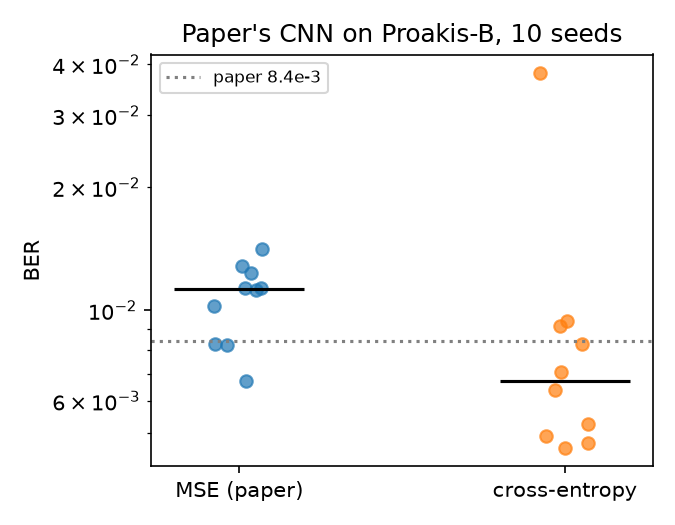 Paper's CNN on Proakis-B, 10 seeds
paper 8.4e-3
BER
4 × 10⁻²
3 × 10⁻²
2 × 10⁻²
10⁻²
6 × 10⁻³
MSE (paper)
cross-entropy